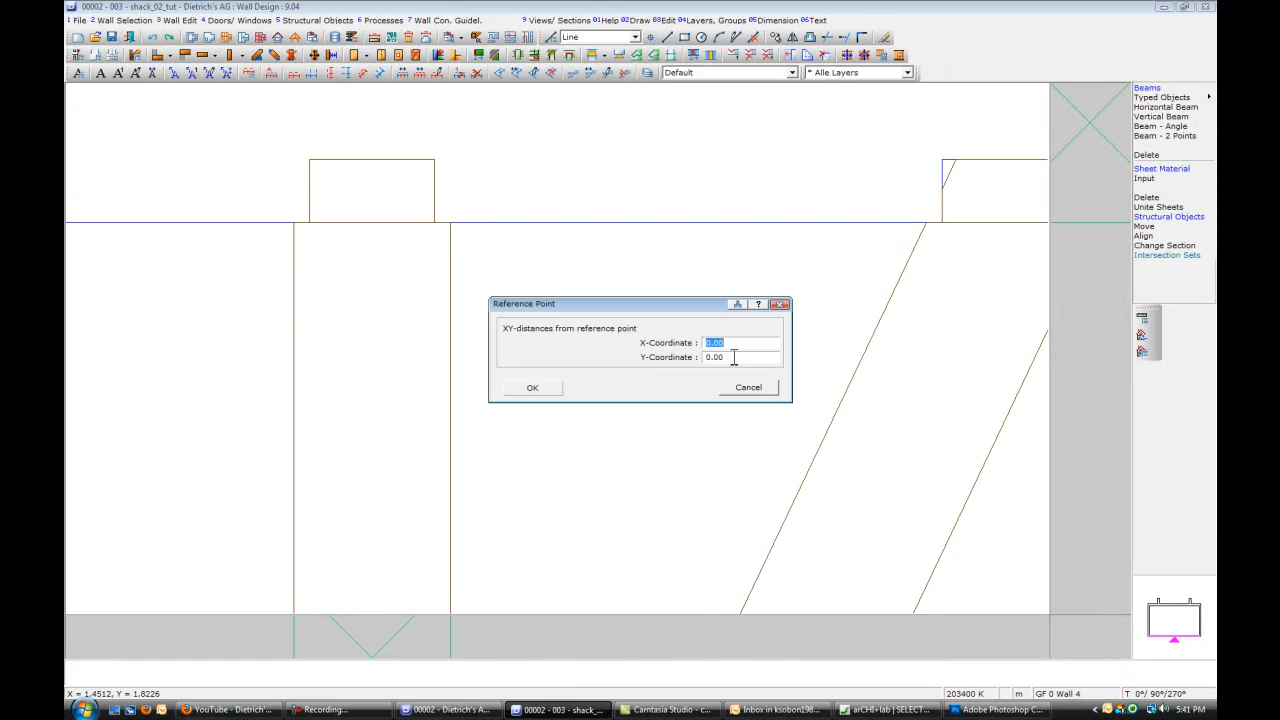 00002 - 003 - shack_02_tut - Dietrich's AG : Wall Design : 9.04
1 File 2 Wall Selection 3 Wall Edit 4 Doors/ Windows 5 Structural Objects 6 Processes 7 Wall Con. Guidel. 9 Views/ Sections 01Help 02Draw 03Edit 04Layers, Groups 05Dimension 06Text
Line
Default
* Alle Layers
Beams
Typed Objects
Horizontal Beam
Vertical Beam
Beam - Angle
Beam - 2 Points
Delete
Sheet Material
Input
Delete
Unite Sheets
Structural Objects
Move
Align
Change Section
Intersection Sets
Reference Point
?
XY-distances from reference point
X-Coordinate : 0.00
Y-Coordinate : 0.00
OK Cancel
X = 1.4512, Y = 1.8226 203400 K m GF 0 Wall 4 T 0°/ 90°/270°
YouTube - Dietrich'... Recording... 00002 - Dietrich's A... 00002 - 003 - shack_... Camtasia Studio - c... Inbox in ksobon198... arCHI+lab | SELECT... Adobe Photoshop C... 5:41 PM